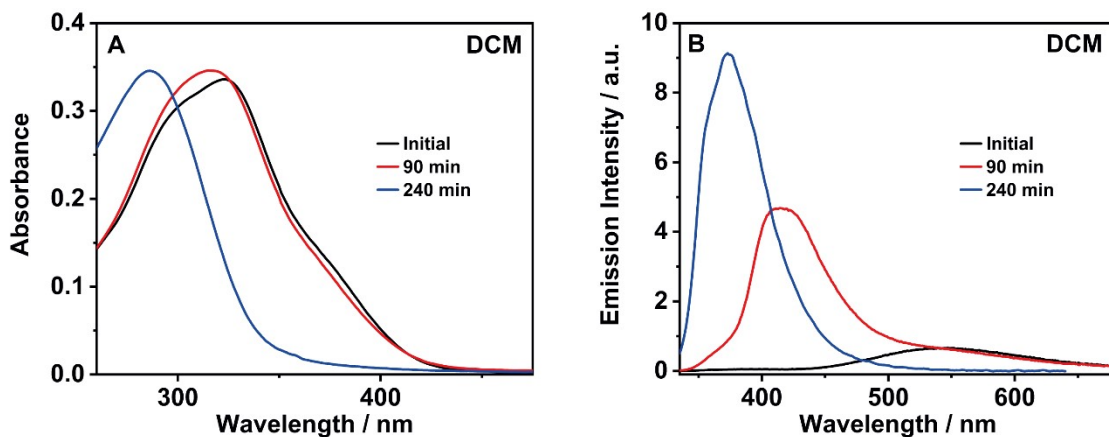 A
DCM
Absorbance
0.4
0.3
0.2
0.1
0.0
Initial
90 min
240 min
300
400
Wavelength / nm
B
DCM
Emission Intensity / a.u.
10
8
6
4
2
0
Initial
90 min
240 min
400
500
600
Wavelength / nm